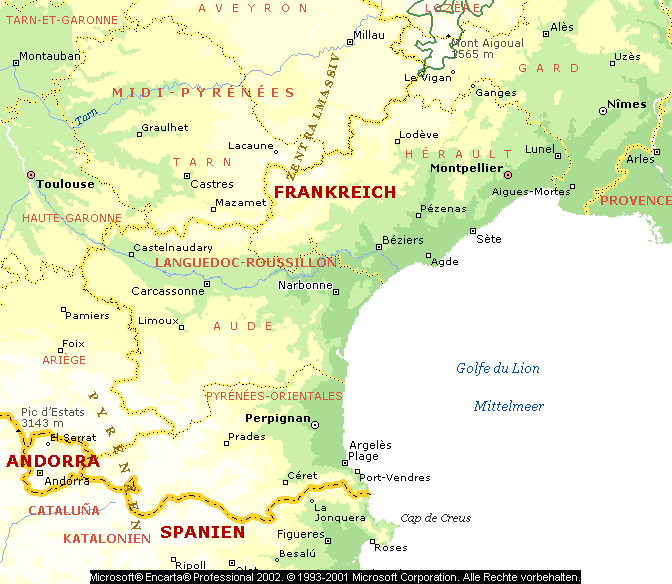 AVEYRON
LOZÈRE
TARN-ET-GARONNE
Alès
Millau
Mont Aigoual
1565 m
Montauban
Uzès
GARD
Le Vigan
MIDI-PYRÉNÉES
Ganges
Nîmes
Tarn
ZENTRALMASSIV
Graulhet
Lodève
Lacaune
HÉRAULT
Lunel
TARN
Arles
Montpellier
Toulouse
Castres
FRANKREICH
Aigues-Mortes
Mazamet
PROVENCE
HAUTE-GARONNE
Pézenas
Castelnaudary
Béziers
Sète
LANGUEDOC-ROUSSILLON
Agde
Carcassonne
Narbonne
Pamiers
Limoux
AUDE
Foix
ARIÈGE
Golfe du Lion
PYRÉNÉES-ORIENTALES
PYRENÄEN
Mittelmeer
Pic d'Estats
3143 m
Perpignan
El Serrat
Prades
Argelès
Plage
ANDORRA
Andorra
Céret
Port-Vendres
CATALUÑA
La
Jonquera
Cap de Creus
SPANIEN
KATALONIEN
Figueres
Roses
Besalú
Ripoll
Olot
Microsoft® Encarta® Professional 2002. © 1993-2001 Microsoft Corporation. Alle Rechte vorbehalten.